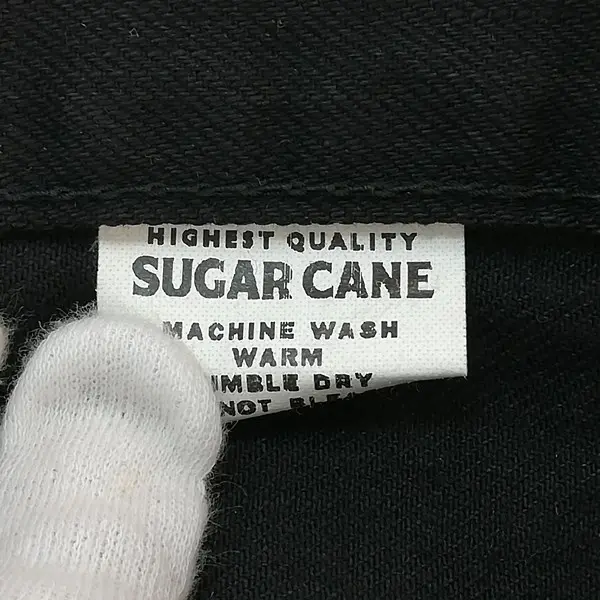 HIGHEST QUALITY
SUGAR CANE
MACHINE WASH
WARM
DRY
NOT